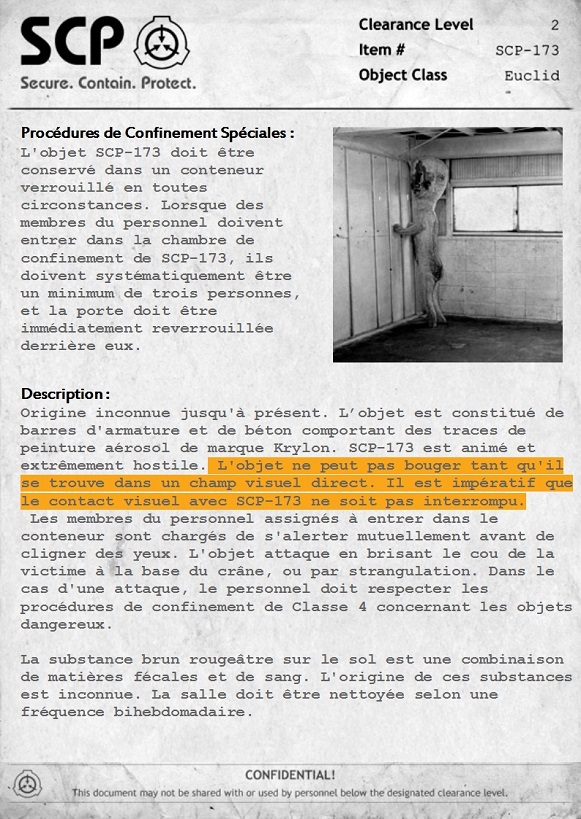 SCP
Secure. Contain. Protect.
Clearance Level 2
Item # SCP-173
Object Class Euclid
Procédures de Confinement Spéciales :
L'objet SCP-173 doit être
conservé dans un conteneur
verrouillé en toutes
circonstances. Lorsque des
membres du personnel doivent
entrer dans la chambre de
confinement de SCP-173, ils
doivent systématiquement être
un minimum de trois personnes,
et la porte doit être
immédiatement reverrouillée
derrière eux.
Description :
Origine inconnue jusqu'à présent. L’objet est constitué de
barres d'armature et de béton comportant des traces de
peinture aérosol de marque Krylon. SCP-173 est animé et
extrêmement hostile. L'objet ne peut pas bouger tant qu'il
se trouve dans un champ visuel direct. Il est impératif que
le contact visuel avec SCP-173 ne soit pas interrompu.
Les membres du personnel assignés à entrer dans le
conteneur sont chargés de s'alerter mutuellement avant de
cligner des yeux. L'objet attaque en brisant le cou de la
victime à la base du crâne, ou par strangulation. Dans le
cas d'une attaque, le personnel doit respecter les
procédures de confinement de Classe 4 concernant les objets
dangereux.
La substance brun rougeâtre sur le sol est une combinaison
de matières fécales et de sang. L'origine de ces substances
est inconnue. La salle doit être nettoyée selon une
fréquence bihebdomadaire.
CONFIDENTIAL!
This document may not be shared with or used by personnel below the designated clearance level.